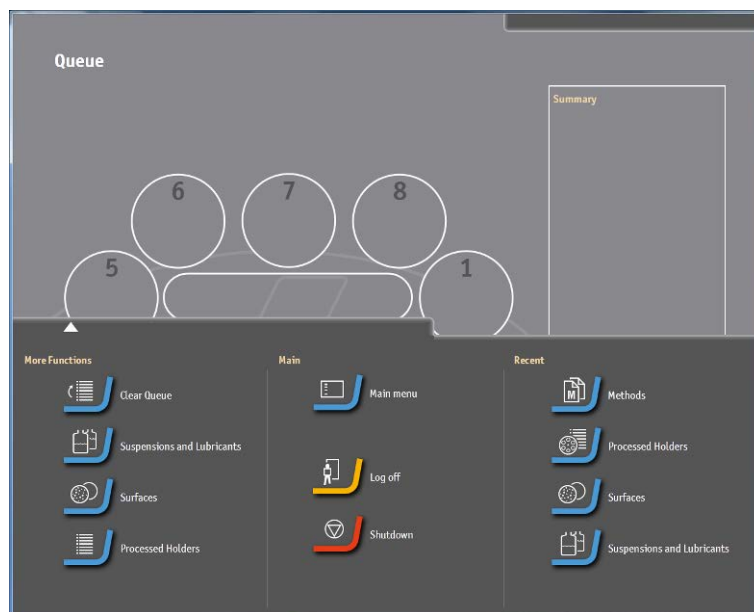 Queue
Summary
6
7
8
5
1
More Functions
Main
Recent
Clear Queue
Main menu
M
Methods
Suspensions and Lubricants
Log off
Processed Holders
Surfaces
Shutdown
Surfaces
Processed Holders
Suspensions and Lubricants